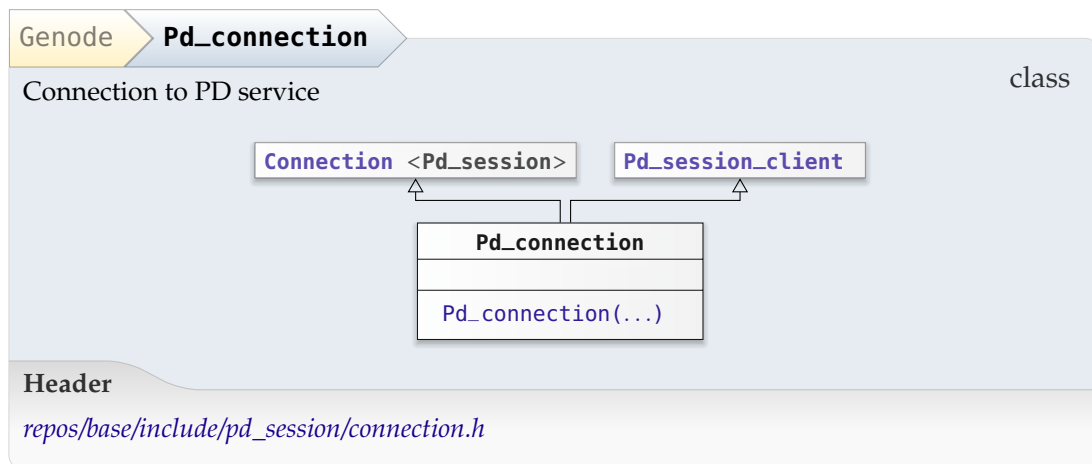 Genode Pd_connection
class
Connection to PD service
Connection <Pd_session> Pd_session_client
Pd_connection
Pd_connection(...)
Header
repos/base/include/pd_session/connection.h